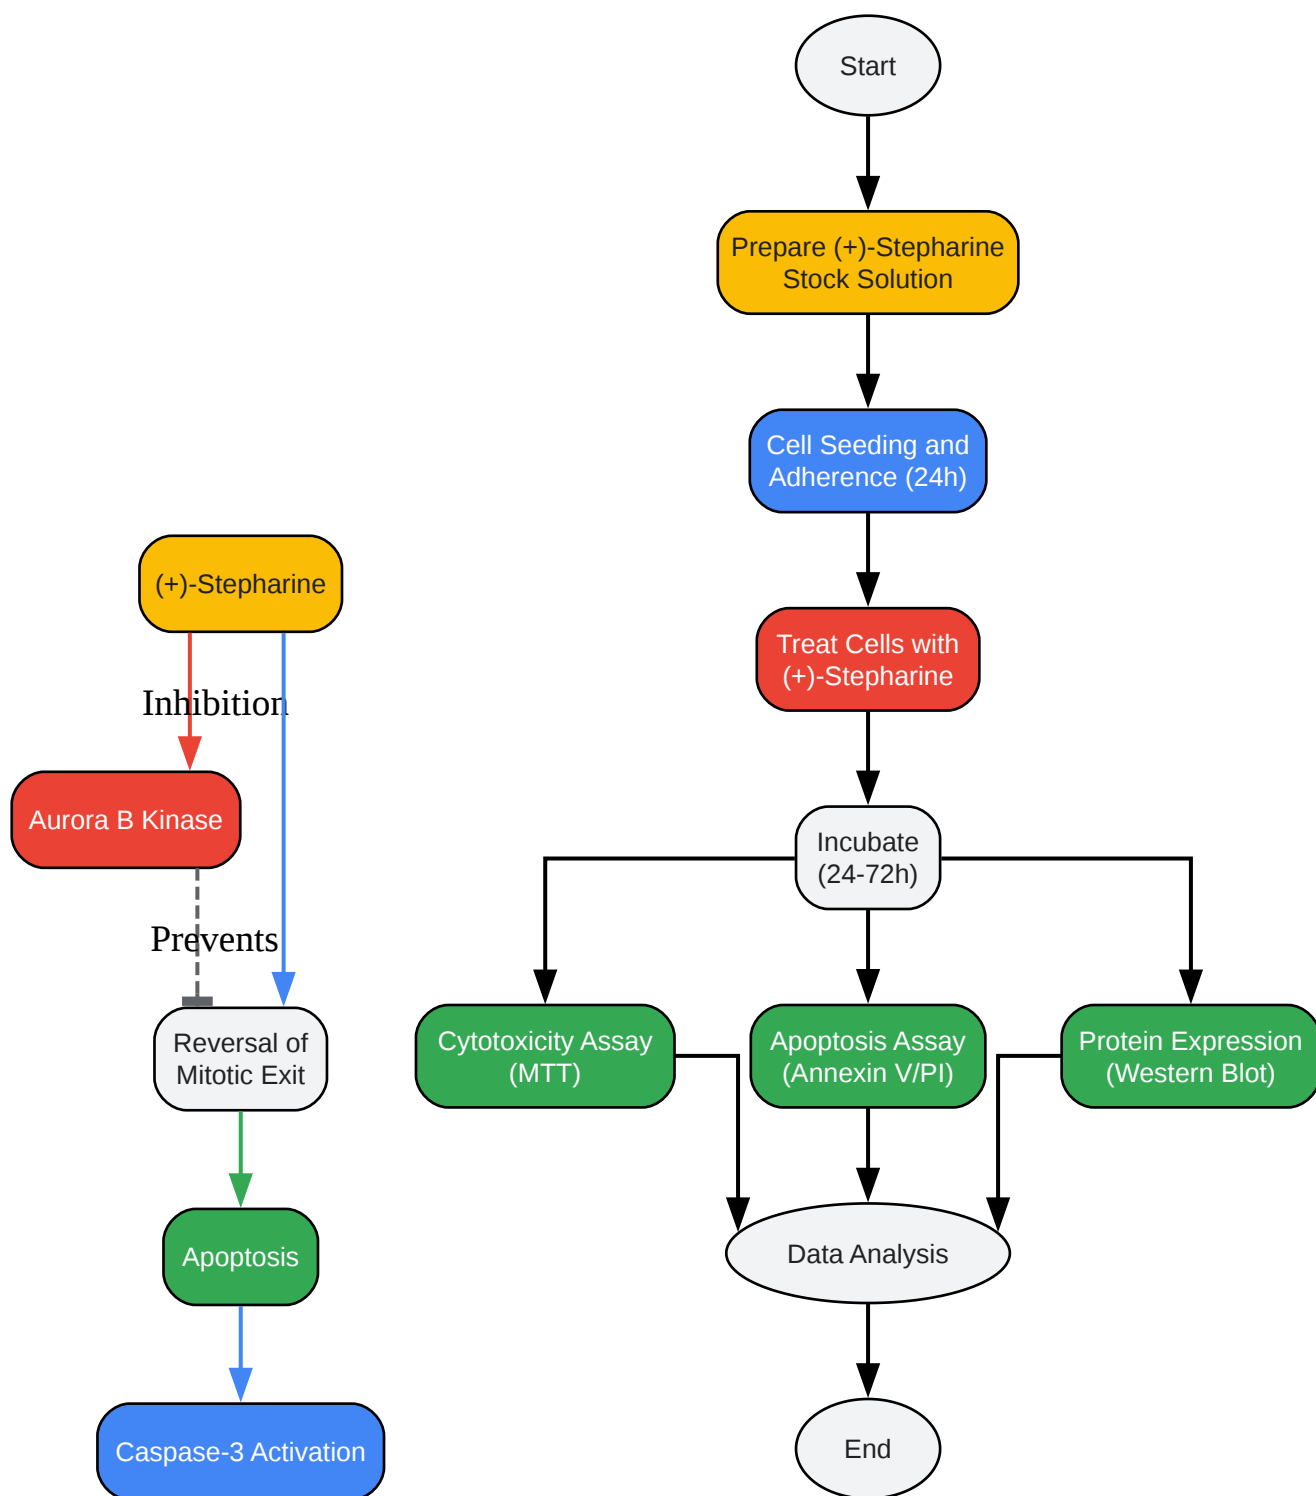 Start
Prepare (+)-Stepharine
Stock Solution
Cell Seeding and
Adherence (24h)
Treat Cells with
(+)-Stepharine
Incubate
(24-72h)
Cytotoxicity Assay
(MTT)
Apoptosis Assay
(Annexin V/PI)
Protein Expression
(Western Blot)
Data Analysis
End
(+)-Stepharine
Inhibition
Aurora B Kinase
Prevents
Reversal of
Mitotic Exit
Apoptosis
Caspase-3 Activation